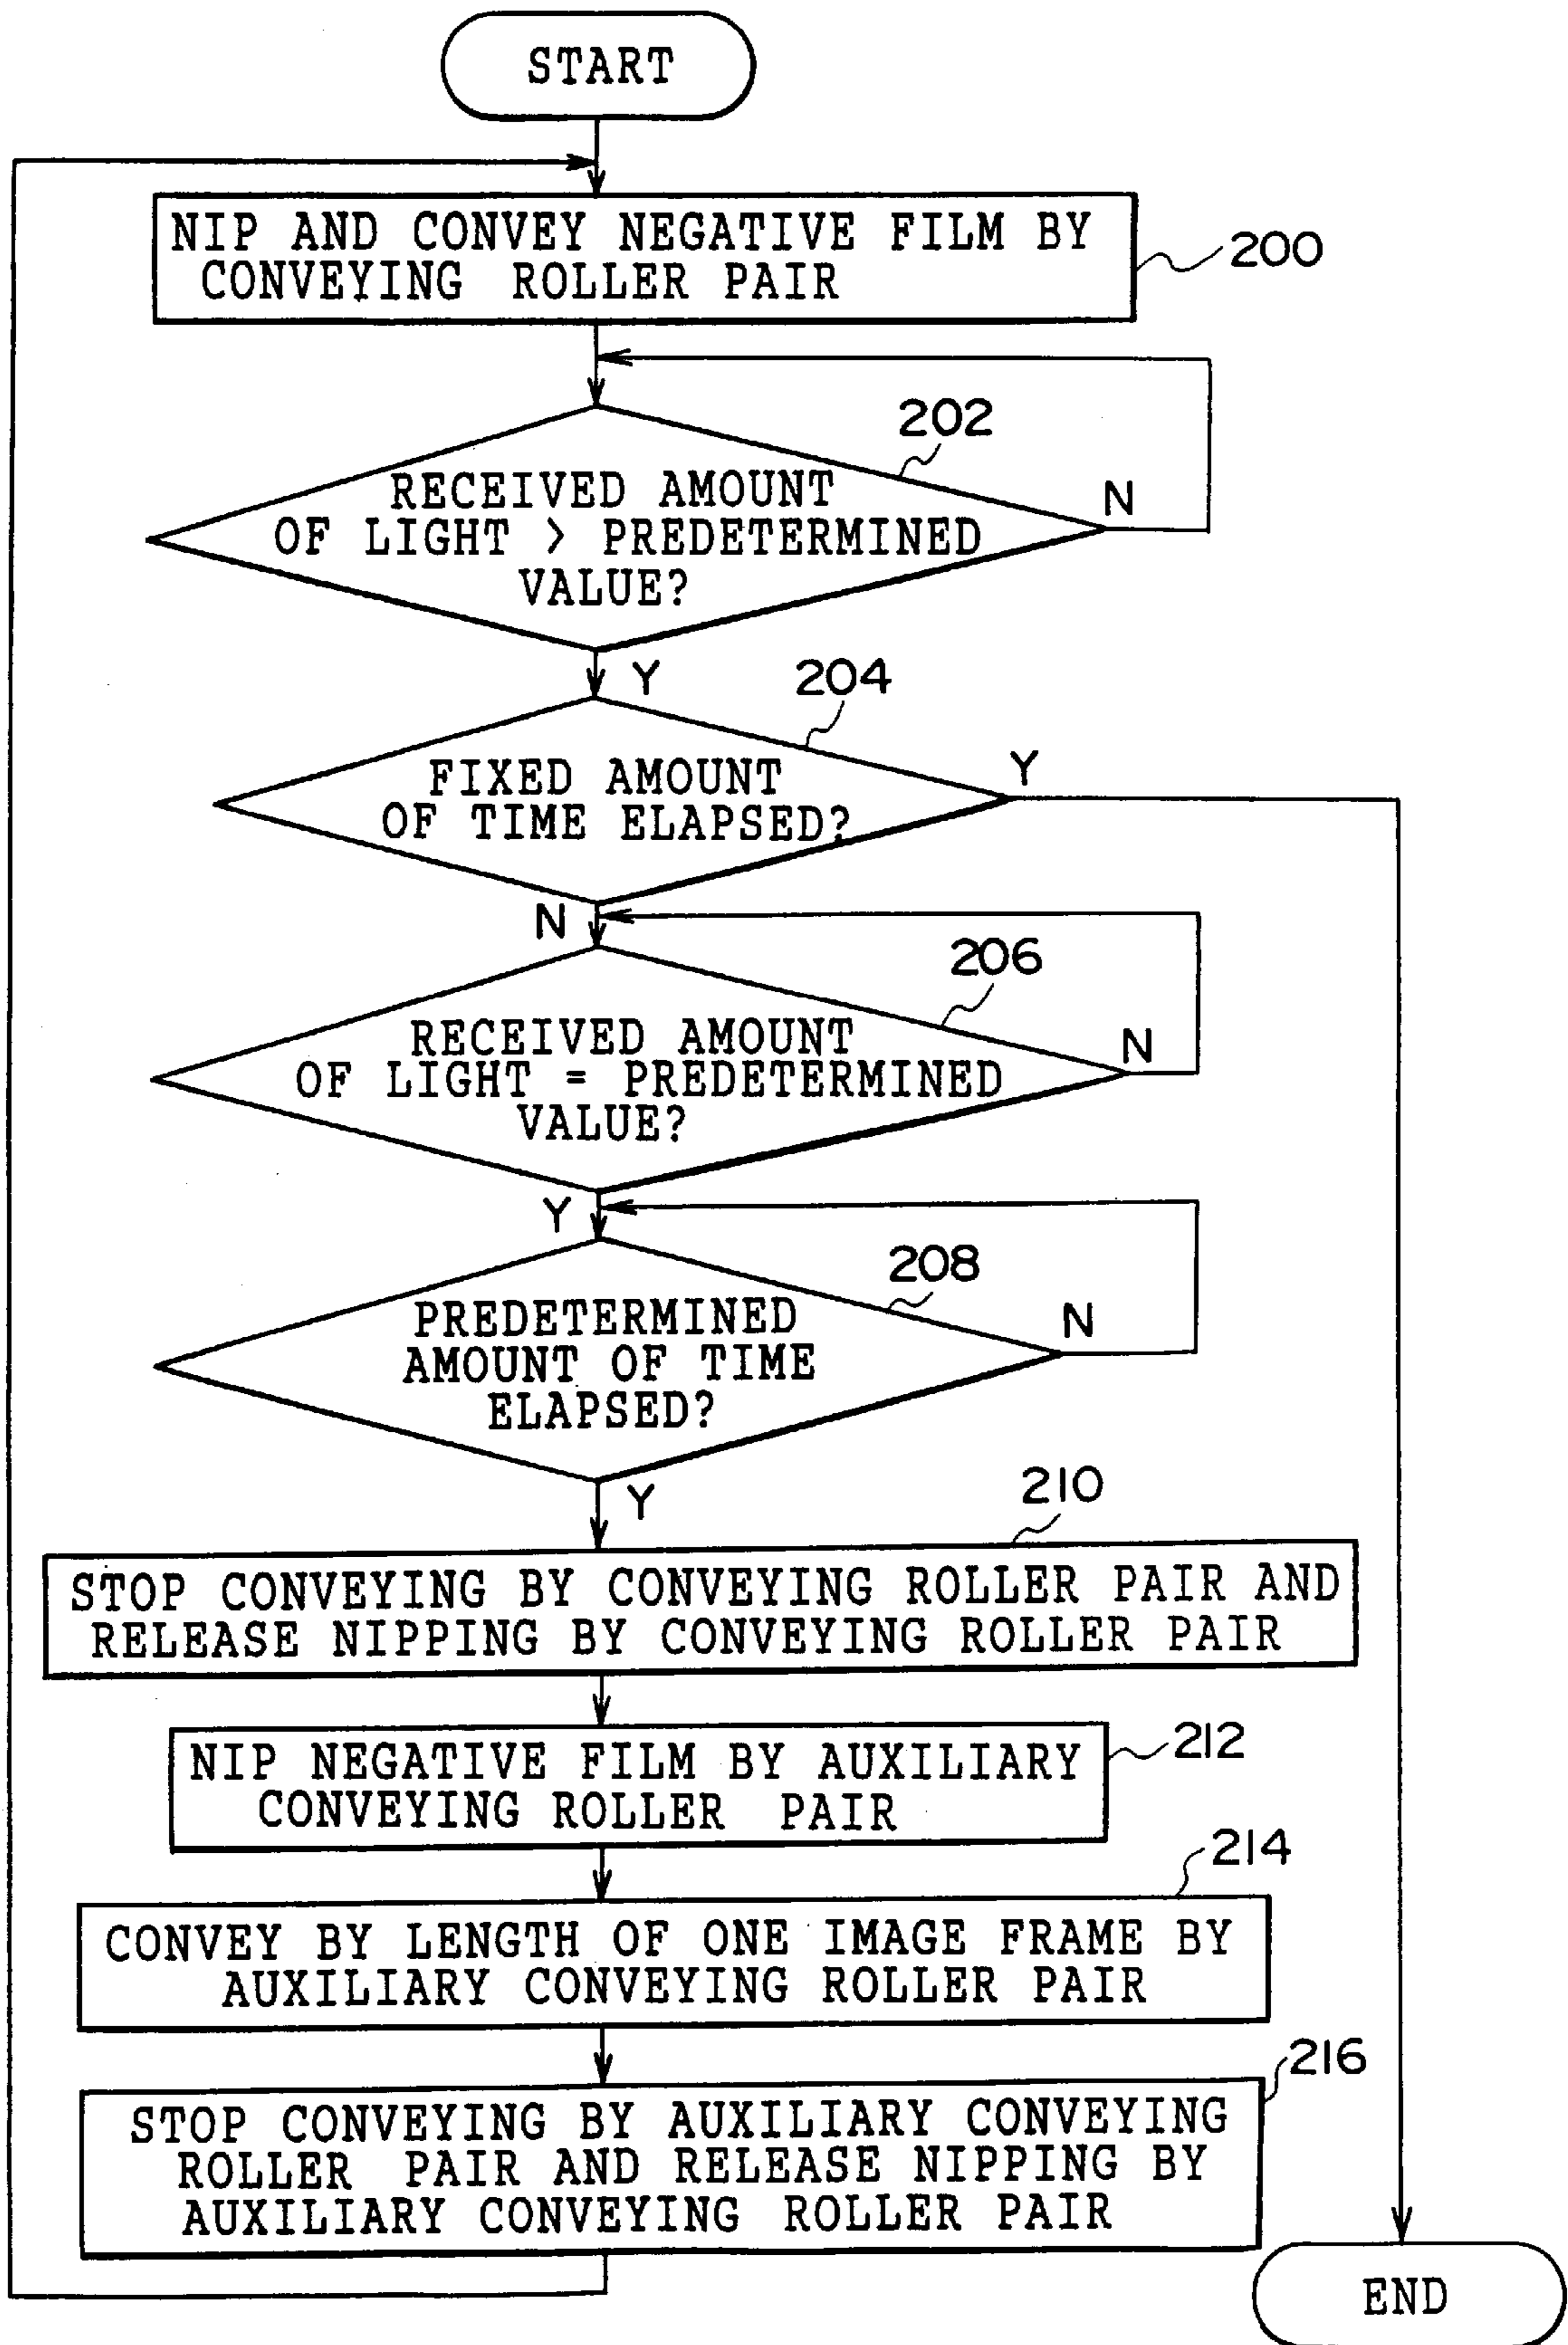 START
NIP AND CONVEY NEGATIVE FILM BY
CONVEYING ROLLER PAIR
200
202
RECEIVED AMOUNT
OF LIGHT > PREDETERMINED
VALUE?
N
Y
204
FIXED AMOUNT
OF TIME ELAPSED?
Y
N
206
RECEIVED AMOUNT
OF LIGHT = PREDETERMINED
VALUE?
N
Y
208
PREDETERMINED
AMOUNT OF TIME
ELAPSED?
N
Y
210
STOP CONVEYING BY CONVEYING ROLLER PAIR AND
RELEASE NIPPING BY CONVEYING ROLLER PAIR
212
NIP NEGATIVE FILM BY AUXILIARY
CONVEYING ROLLER PAIR
214
CONVEY BY LENGTH OF ONE IMAGE FRAME BY
AUXILIARY CONVEYING ROLLER PAIR
216
STOP CONVEYING BY AUXILIARY CONVEYING
ROLLER PAIR AND RELEASE NIPPING BY
AUXILIARY CONVEYING ROLLER PAIR
END